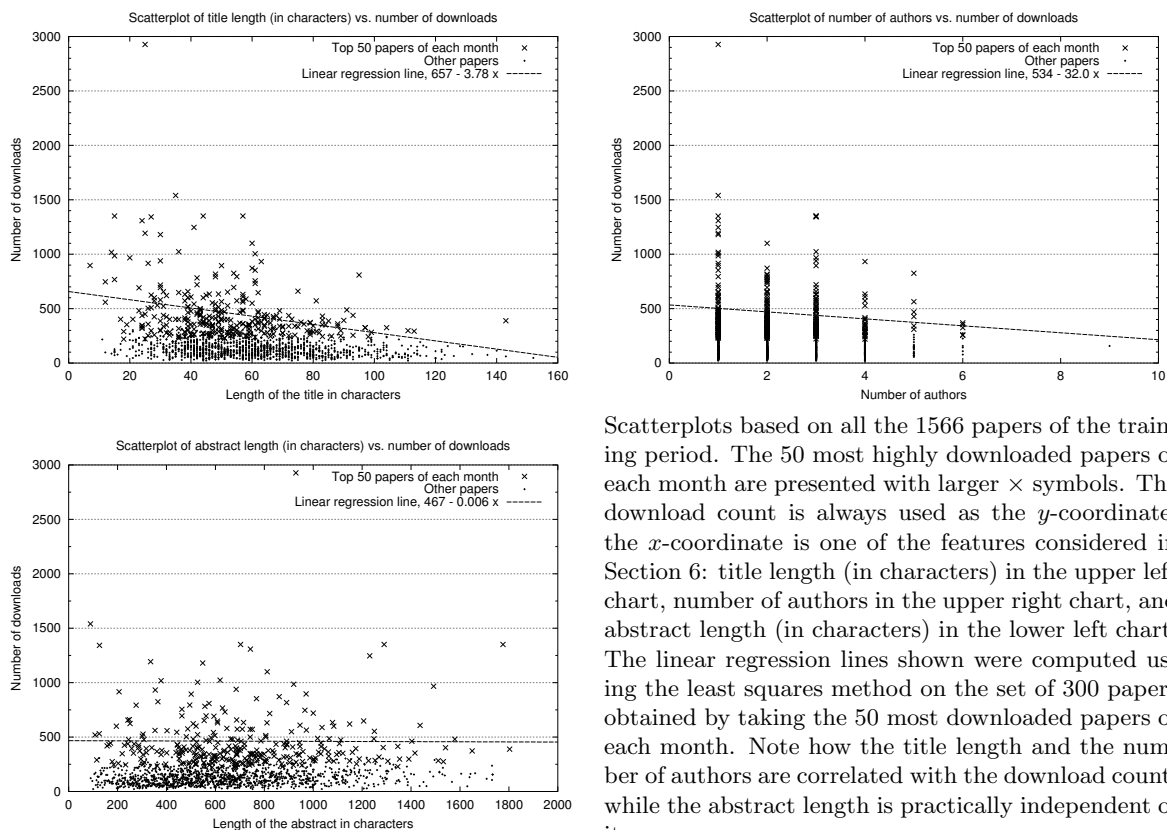 Scatterplot of title length (in characters) vs. number of downloads
3000
2500
2000
1500
1000
500
0
Number of downloads
Top 50 papers of each month
Other papers
Linear regression line, 657 - 3.78 x
0 20 40 60 80 100 120 140 160
Length of the title in characters
Scatterplot of number of authors vs. number of downloads
3000
2500
2000
1500
1000
500
0
Number of downloads
Top 50 papers of each month
Other papers
Linear regression line, 534 - 32.0 x
0 2 4 6 8 10
Number of authors
Scatterplot of abstract length (in characters) vs. number of downloads
3000
2500
2000
1500
1000
500
0
Number of downloads
Top 50 papers of each month
Other papers
Linear regression line, 467 - 0.006 x
0 200 400 600 800 1000 1200 1400 1600 1800 2000
Length of the abstract in characters
Scatterplots based on all the 1566 papers of the train
ing period. The 50 most highly downloaded papers o
each month are presented with larger × symbols. Th
download count is always used as the y-coordinate
the x-coordinate is one of the features considered i
Section 6: title length (in characters) in the upper lef
chart, number of authors in the upper right chart, and
abstract length (in characters) in the lower left chart
The linear regression lines shown were computed us
ing the least squares method on the set of 300 paper
obtained by taking the 50 most downloaded papers o
each month. Note how the title length and the num
ber of authors are correlated with the download count
while the abstract length is practically independent o